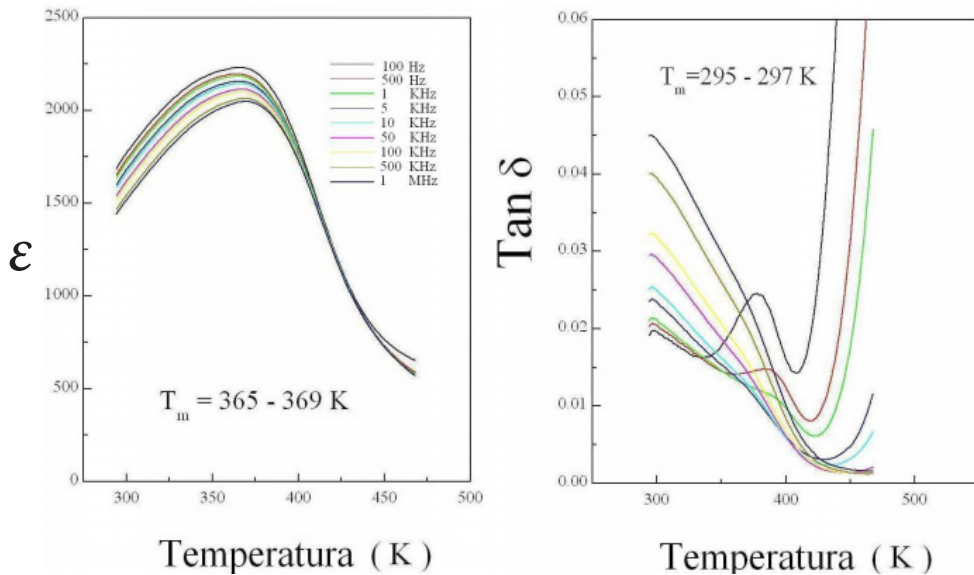 2500
2000
1500
1000
500
0
300
350
400
450
500
ε
Temperatura ( K )
100 Hz
500 Hz
1 KHz
5 KHz
10 KHz
50 KHz
100 KHz
500 KHz
1 MHz
T_m = 365 - 369 K
0.06
0.05
0.04
0.03
0.02
0.01
0.00
300
400
500
Tan δ
Temperatura ( K )
T_m=295 - 297 K